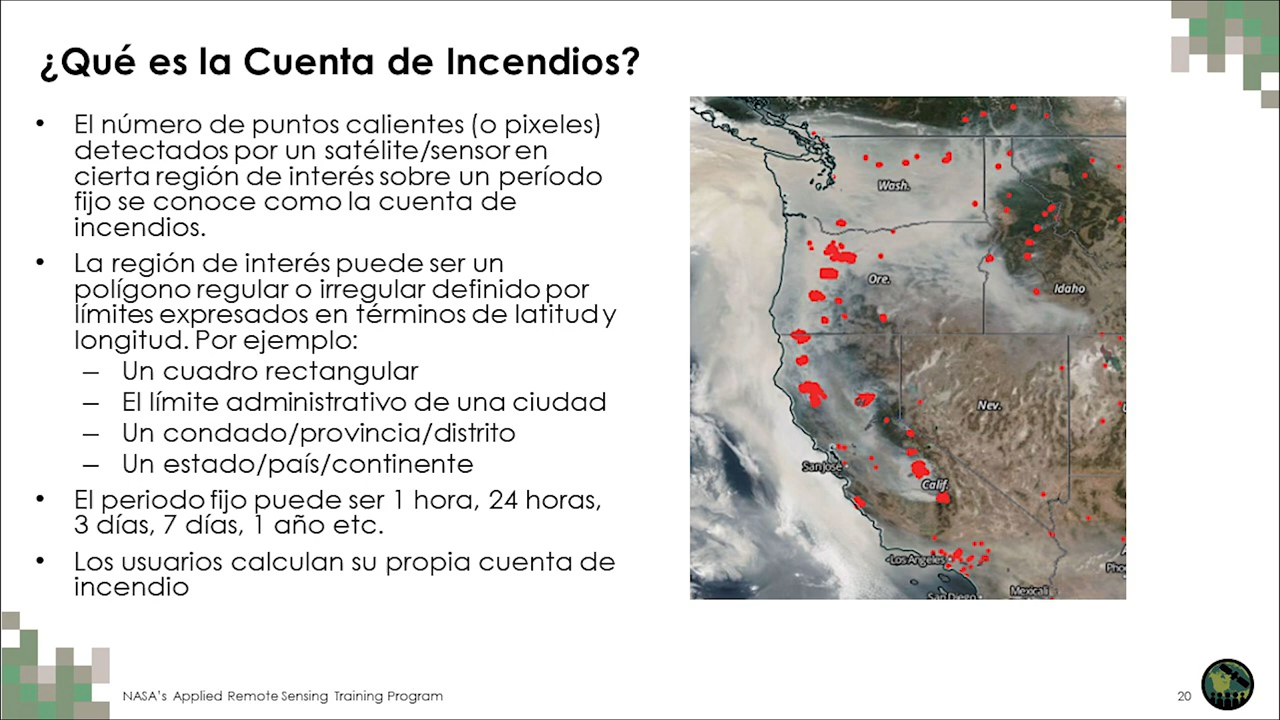 ¿Qué es la Cuenta de Incendios?
• El número de puntos calientes (o pixeles)
detectados por un satélite/sensor en
cierta región de interés sobre un período
fijo se conoce como la cuenta de
incendios.
• La región de interés puede ser un
polígono regular o irregular definido por
límites expresados en términos de latitud y
longitud. Por ejemplo:
– Un cuadro rectangular
– El límite administrativo de una ciudad
– Un condado/provincia/distrito
– Un estado/país/continente
• El periodo fijo puede ser 1 hora, 24 horas,
3 días, 7 días, 1 año etc.
• Los usuarios calculan su propia cuenta de
incendio
Wash.
Ore.
Idaho
Nev.
San Jose
Calif.
Los Angeles
San Diego
Mexicali
Pho
NASA's Applied Remote Sensing Training Program
20